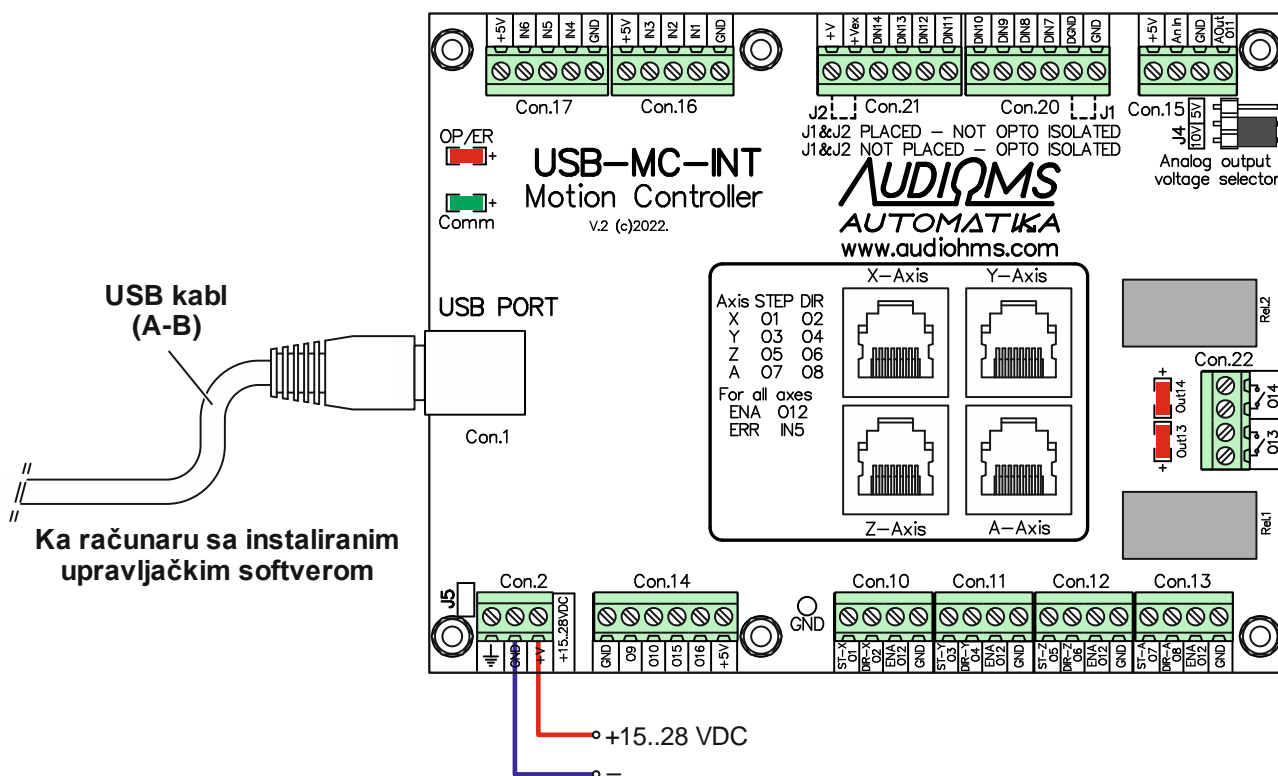 +5V IN6 IN5 IN4 GND
+5V IN3 IN2 IN1 GND
+V +Vex DIN14 DIN13 DIN12 DIN11
DIN10 DIN9 DIN8 DIN7 DGND GND
+5V AnIn GND AOut O11
Con.17
Con.16
J2 Con.21
Con.20 J1
Con.15
J1&J2 PLACED – NOT OPTO ISOLATED
J1&J2 NOT PLACED – OPTO ISOLATED
J4 10V 5V
Analog output
voltage selector
OP/ER
+
+
Comm
USB–MC–INT
Motion Controller
V.2 (c)2022.
AUDIOMS
AUTOMATIKA
www.audiohms.com
USB kabl
(A-B)
USB PORT
Con.1
Ka računaru sa instaliranim
upravljačkim softverom
X–Axis
Y–Axis
Axis STEP DIR
X O1 O2
Y O3 O4
Z O5 O6
A O7 O8
For all axes
ENA O12
ERR IN5
Z–Axis
A–Axis
Rel.2
Con.22
+
Out14
Out13
+
O14
O13
Rel.1
J5
Con.2
Con.14
GND
Con.10
Con.11
Con.12
Con.13
GND +V +15..28VDC
GND O9 O10 O15 O16 +5V
ST–X O1 DIR–X O2 ENA O12 GND
ST–Y O3 DIR–Y O4 ENA O12 GND
ST–Z O5 DIR–Z O6 ENA O12 GND
ST–A O7 DIR–A O8 ENA O12 GND
+15..28 VDC
–